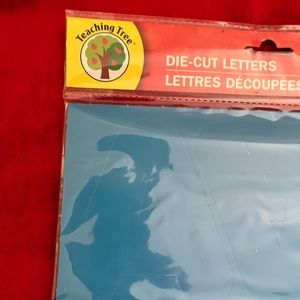 Teaching Tree®
DIE-CUT LETTERS
LETTRES DÉCOUPÉES